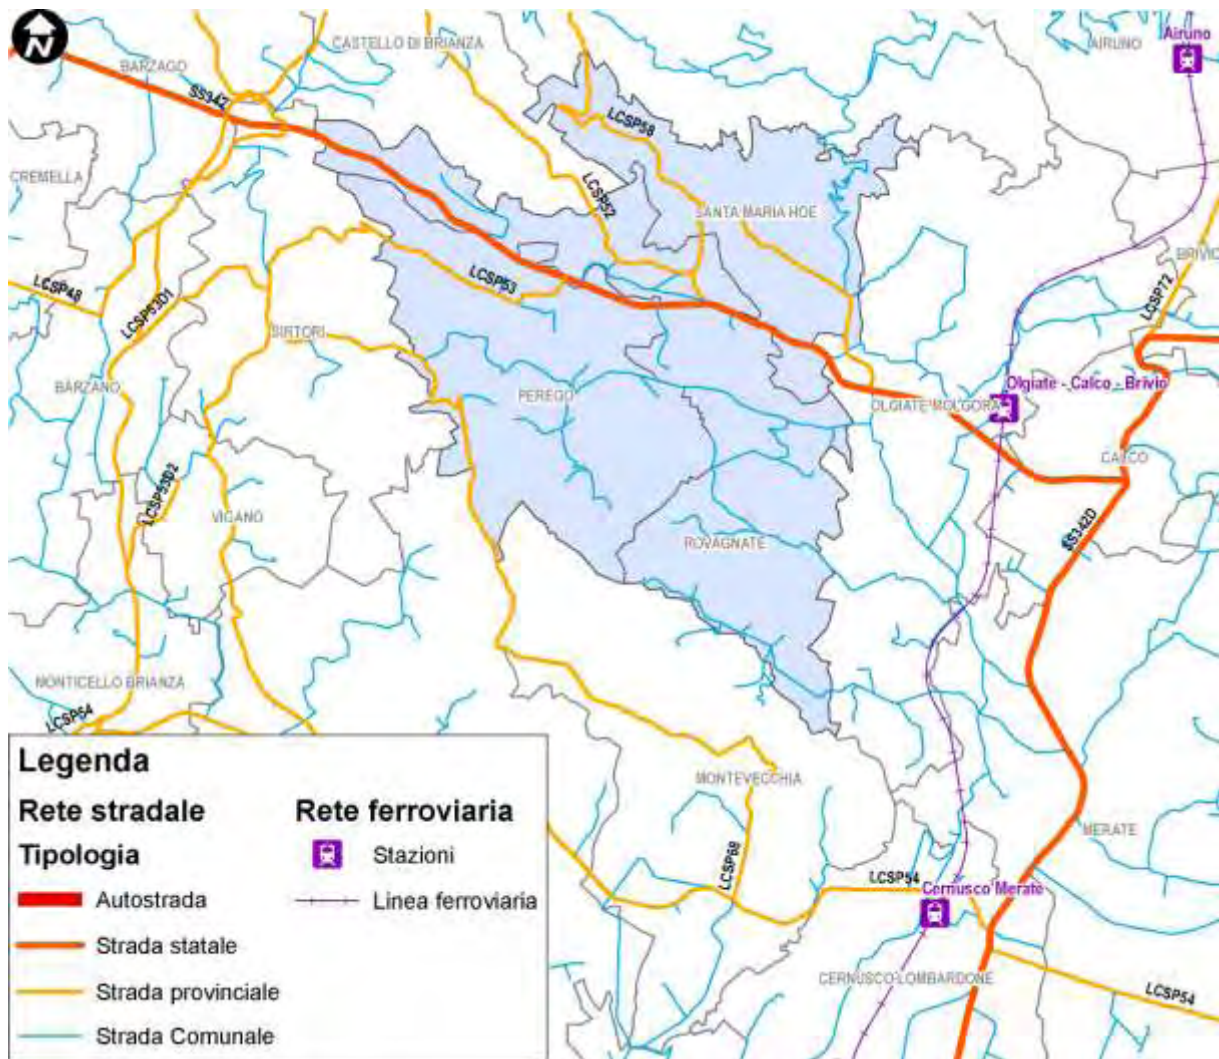 N
CASTELLO DI BRIANZA
AIRUNO
Airuno
BARZAGO
SS342
LCSP58
CREMELLA
LCSP52
SANTA MARIA HOE
BRIVIO
LCSP48
LCSP53D1
LCSP53
LCSP72
SIRTORI
BARZANO
PEREGO
Olgiate - Calco - Brivio
OLGIATE MOLGORA
CALCO
LCSP53D2
VIGANO
ROVAGNATE
SS342D
MONTICELLO BRIANZA
LCSP54
MONTEVECCHIA
MERATE
LCSP68
LCSP54
Cernusco Merate
CERNUSCO LOMBARDONE
LCSP54
Legenda
Rete stradale
Tipologia
Autostrada
Strada statale
Strada provinciale
Strada Comunale
Rete ferroviaria
Stazioni
Linea ferroviaria